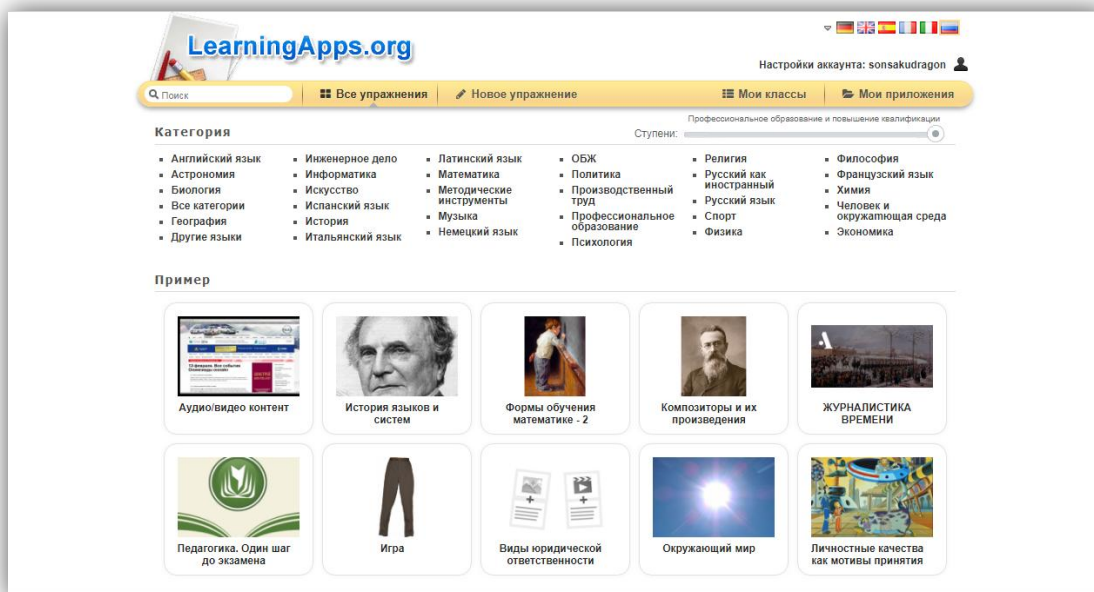 LearningApps.org
Настройки аккаунта: sonsakudragon
Поиск
Все упражнения
Новое упражнение
Мои классы
Мои приложения
Категория
Ступени:
Профессиональное образование и повышение квалификации
Английский язык
Астрономия
Биология
Все категории
География
Другие языки
Инженерное дело
Информатика
Искусство
Испанский язык
История
Итальянский язык
Латинский язык
Математика
Методические
инструменты
Музыка
Немецкий язык
ОБЖ
Политика
Производственный
труд
Профессиональное
образование
Психология
Религия
Русский как
иностранный
Русский язык
Спорт
Физика
Философия
Французский язык
Химия
Человек и
окружатющая среда
Экономика
Пример
Аудио/видео контент
История языков и
систем
Формы обучения
математике - 2
Композиторы и их
произведения
ЖУРНАЛИСТИКА
ВРЕМЕНИ
Педагогика. Один шаг
до экзамена
Игра
Виды юридической
ответственности
Окружающий мир
Личностные качества
как мотивы принятия